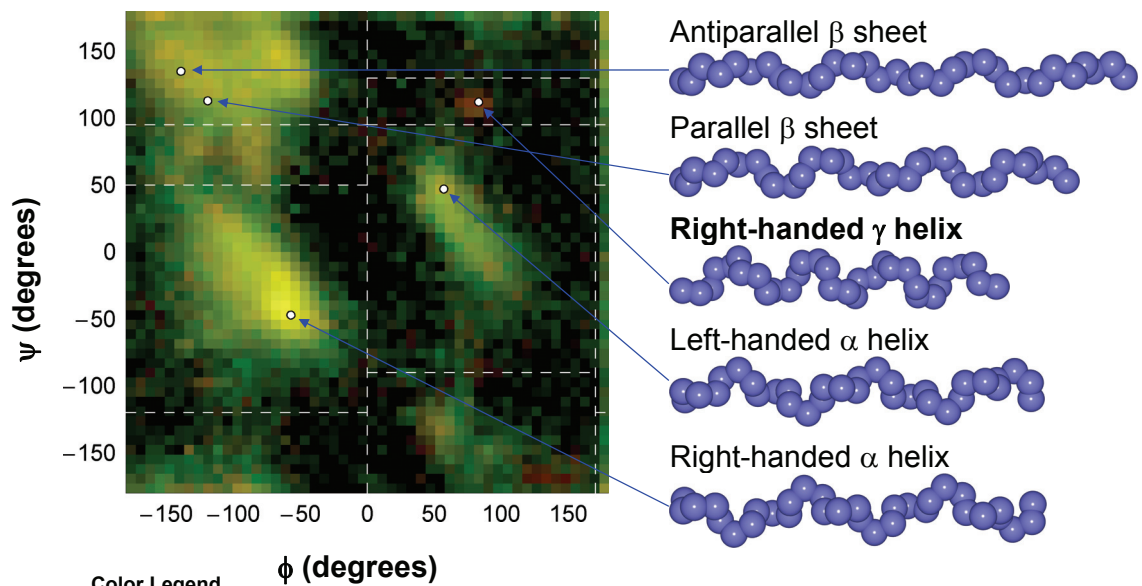 Antiparallel β sheet
Parallel β sheet
Right-handed γ helix
Left-handed α helix
Right-handed α helix
ψ (degrees)
150
100
50
0
−50
−100
−150
−150 −100 −50 0 50 100 150
ϕ (degrees)
Color Legend